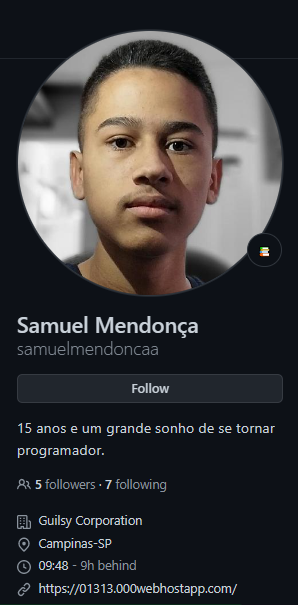 Samuel Mendonça
samuelmendoncaa
Follow
15 anos e um grande sonho de se tornar
programador.
5 followers · 7 following
Guilsy Corporation
Campinas-SP
09:48 - 9h behind
https://01313.000webhostapp.com/